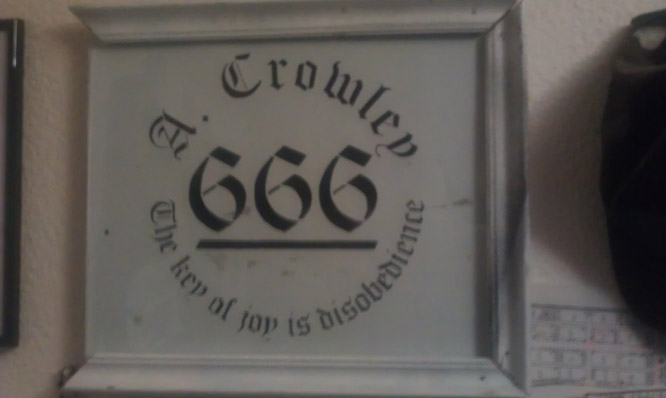 A. Crowley
666
The key of joy is disobedience